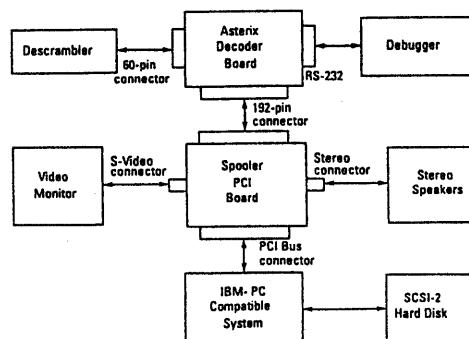 Descrambler
60-pin
connector
Asterix
Decoder
Board
RS-232
Debugger
192-pin
connector
Video
Monitor
S-Video
connector
Spooler
PCI
Board
Stereo
connector
Stereo
Speakers
PCI Bus
connector
IBM- PC
Compatible
System
SCSI-2
Hard Disk